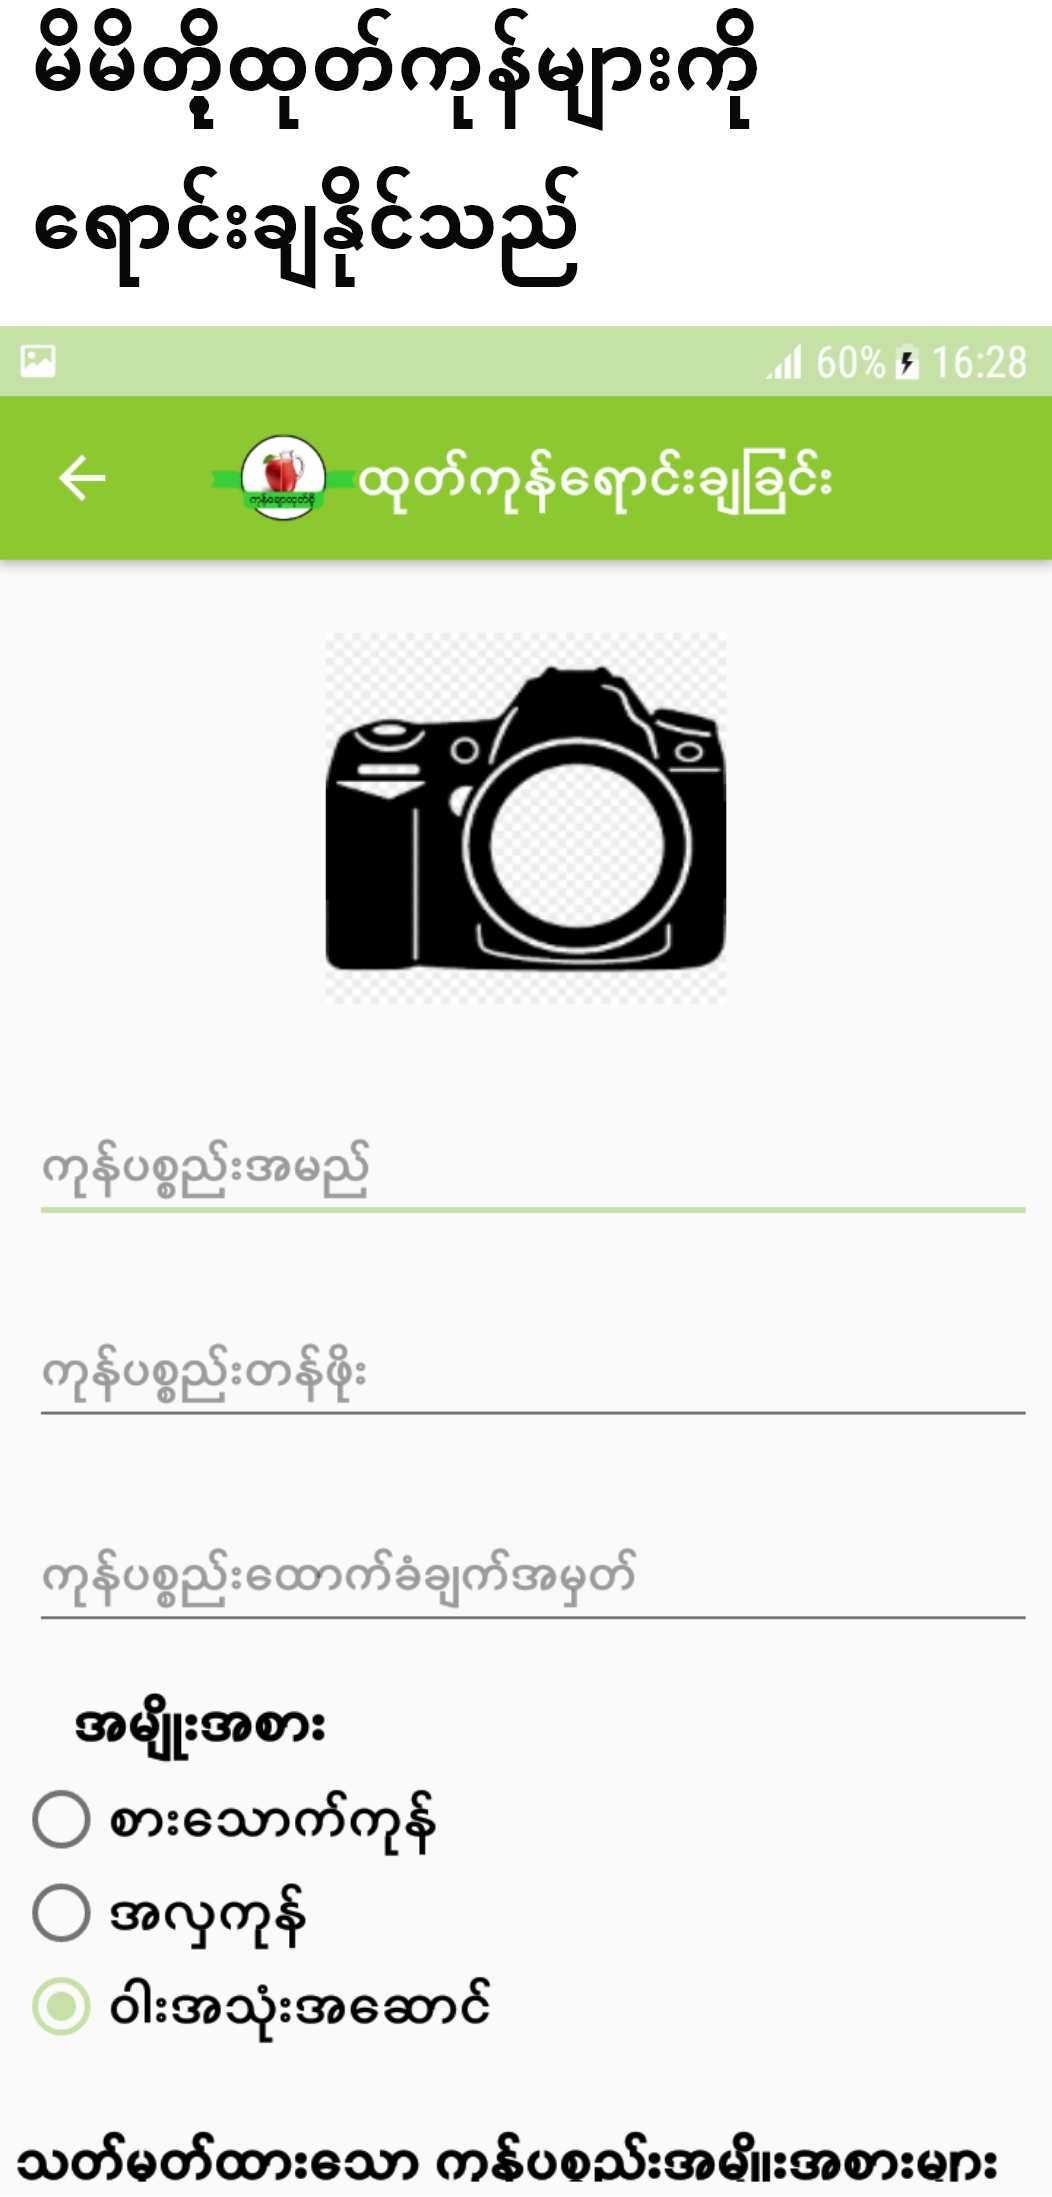 မိမိတို့ထုတ်ကုန်များကို
ရောင်းချနိုင်သည်
60% 16:28
ထုတ်ကုန်ရောင်းချခြင်း
ကုန်ပစ္စည်းအမည်
ကုန်ပစ္စည်းတန်ဖိုး
ကုန်ပစ္စည်းထောက်ခံချက်အမှတ်
အမျိုးအစား
စားသောက်ကုန်
အလှကုန်
ဝါးအသုံးအဆောင်
သတ်မှတ်ထားသော ကုန်ပစ္စည်းအမျိုးအစားများ